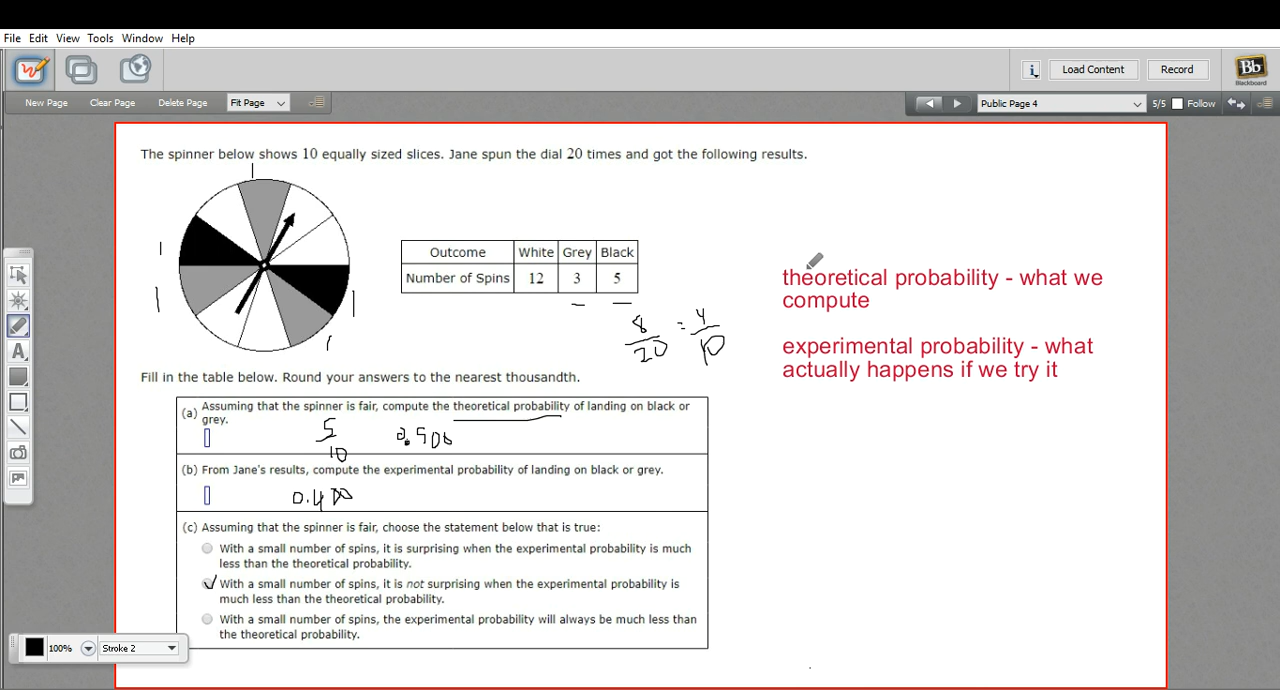 File Edit View Tools Window Help
i Load Content Record Bb
Blackboard
New Page Clear Page Delete Page Fit Page Public Page 4 5/5 Follow
The spinner below shows 10 equally sized slices. Jane spun the dial 20 times and got the following results.
Outcome White Grey Black
Number of Spins 12 3 5
8/20 = 4/10
theoretical probability - what we
compute
experimental probability - what
actually happens if we try it
Fill in the table below. Round your answers to the nearest thousandth.
(a) Assuming that the spinner is fair, compute the theoretical probability of landing on black or
grey.
5/10 0.500
(b) From Jane's results, compute the experimental probability of landing on black or grey.
0.400
(c) Assuming that the spinner is fair, choose the statement below that is true:
With a small number of spins, it is surprising when the experimental probability is much
less than the theoretical probability.
With a small number of spins, it is not surprising when the experimental probability is
much less than the theoretical probability.
With a small number of spins, the experimental probability will always be much less than
the theoretical probability.
A
100% Stroke 2